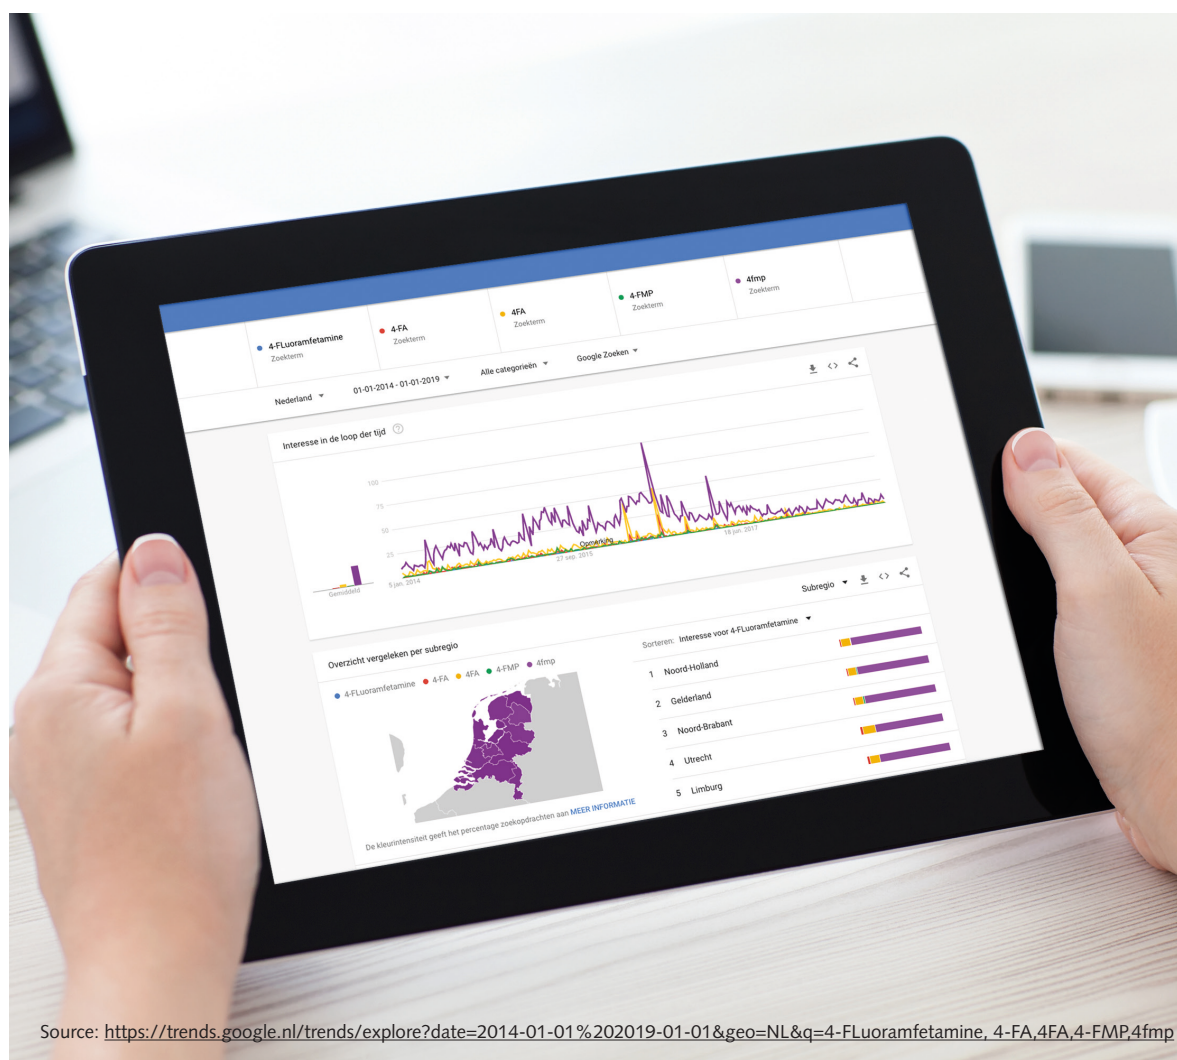 4-FLuoramfetamine
Zoekterm
4-FA
Zoekterm
4FA
Zoekterm
4-FMP
Zoekterm
4fmp
Zoekterm
Nederland
01-01-2014 - 01-01-2019
Alle categorieën
Google Zoeken
Interesse in de loop der tijd
100
75
50
25
Gemiddeld
5 jan. 2014
27 sep. 2015
Opmerking
18 jun. 2017
Overzicht vergeleken per subregio
Subregio
4-FLuoramfetamine 4-FA 4FA 4-FMP 4fmp
Sorteren: Interesse voor 4-FLuoramfetamine
1 Noord-Holland
2 Gelderland
3 Noord-Brabant
4 Utrecht
5 Limburg
De kleurintensiteit geeft het percentage zoekopdrachten aan MEER INFORMATIE
Source: https://trends.google.nl/trends/explore?date=2014-01-01%202019-01-01&geo=NL&q=4-FLuoramfetamine, 4-FA,4FA,4-FMP,4fmp